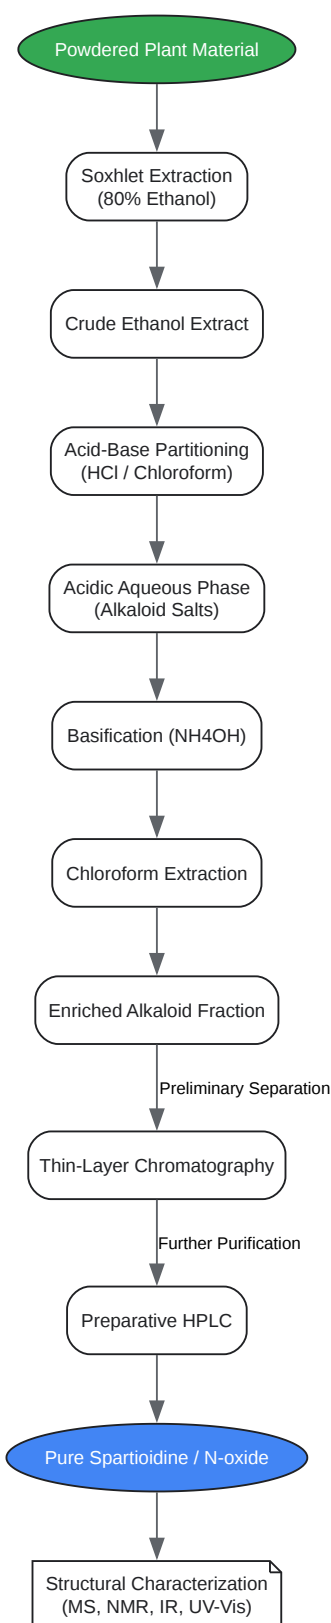 Powdered Plant Material
Soxhlet Extraction
(80% Ethanol)
Crude Ethanol Extract
Acid-Base Partitioning
(HCl / Chloroform)
Acidic Aqueous Phase
(Alkaloid Salts)
Basification (NH4OH)
Chloroform Extraction
Enriched Alkaloid Fraction
Preliminary Separation
Thin-Layer Chromatography
Further Purification
Preparative HPLC
Pure Spartioidine / N-oxide
Structural Characterization
(MS, NMR, IR, UV-Vis)